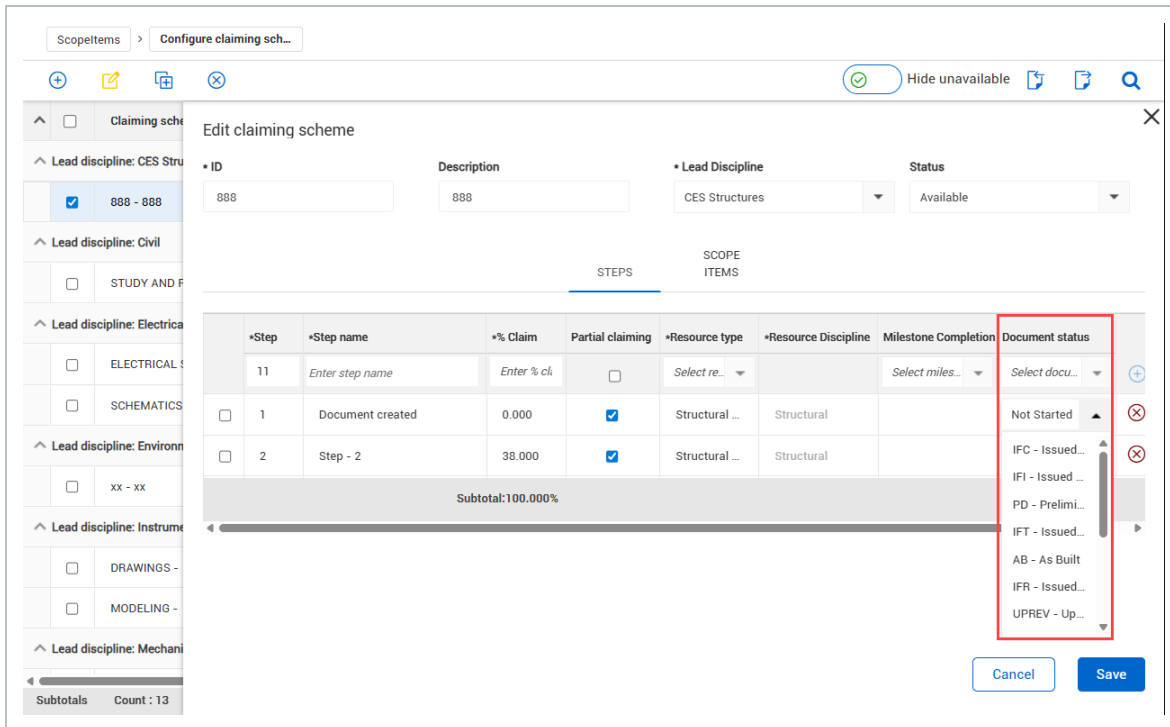 ScopeItems > Configure claiming sch...
Hide unavailable
Claiming sche
Lead discipline: CES Stru
888 - 888
Lead discipline: Civil
STUDY AND F
Lead discipline: Electrica
ELECTRICAL S
SCHEMATICS
Lead discipline: Environm
xx - xx
Lead discipline: Instrume
DRAWINGS -
MODELING -
Lead discipline: Mechani
Subtotals Count : 13
Edit claiming scheme
* ID Description * Lead Discipline Status
888 888 CES Structures Available
STEPS SCOPE
ITEMS
*Step *Step name *% Claim Partial claiming *Resource type *Resource Discipline Milestone Completion Document status
11 Enter step name Enter % cla Select re... Select miles... Select docu...
1 Document created 0.000 Structural ... Structural Not Started
2 Step - 2 38.000 Structural ... Structural
Subtotal:100.000%
IFC - Issued...
IFI - Issued ...
PD - Prelimi...
IFT - Issued...
AB - As Built
IFR - Issued...
UPREV - Up...
Cancel Save